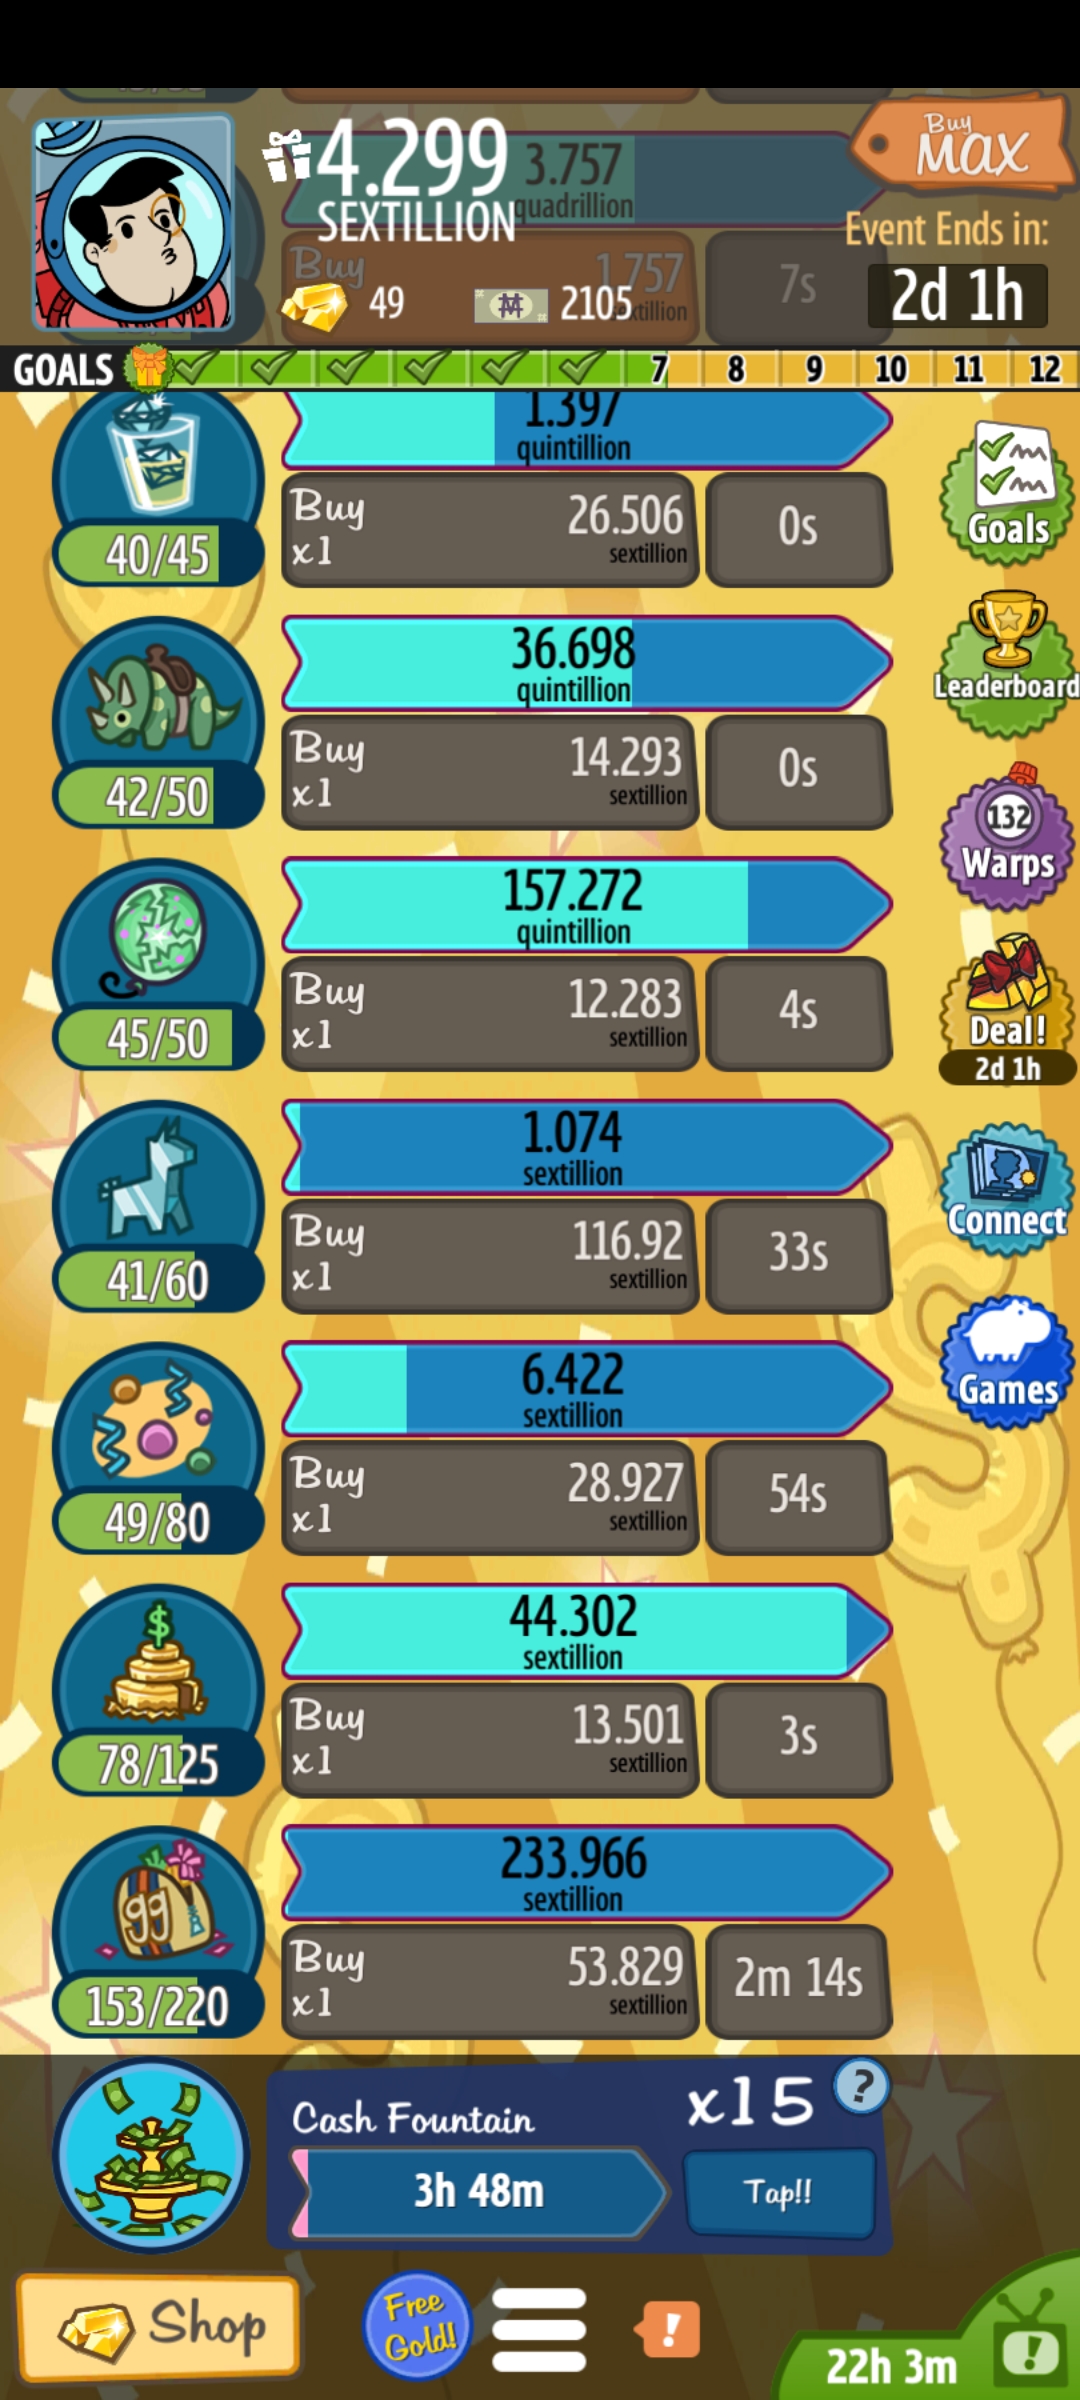 Buy
MAX
4.299
3.757
SEXTILLION
quadrillion
Event Ends in:
Buy
1.757
49
2105
7s
2d 1h
GOALS
7
8
9
10
11
12
1.397
quintillion
Buy
x1
26.506
sextillion
0s
40/45
Goals
36.698
quintillion
Leaderboard
Buy
x1
14.293
sextillion
0s
42/50
132
Warps
157.272
quintillion
Buy
x1
12.283
sextillion
4s
45/50
Deal!
2d 1h
1.074
sextillion
Buy
x1
116.92
sextillion
33s
41/60
Connect
6.422
sextillion
Games
Buy
x1
28.927
sextillion
54s
49/80
$
44.302
sextillion
Buy
x1
13.501
sextillion
3s
78/125
233.966
sextillion
99
Buy
x1
53.829
sextillion
2m 14s
153/220
Cash Fountain
x15
?
3h 48m
Tap!!
Shop
Free
Gold!
!
!
22h 3m